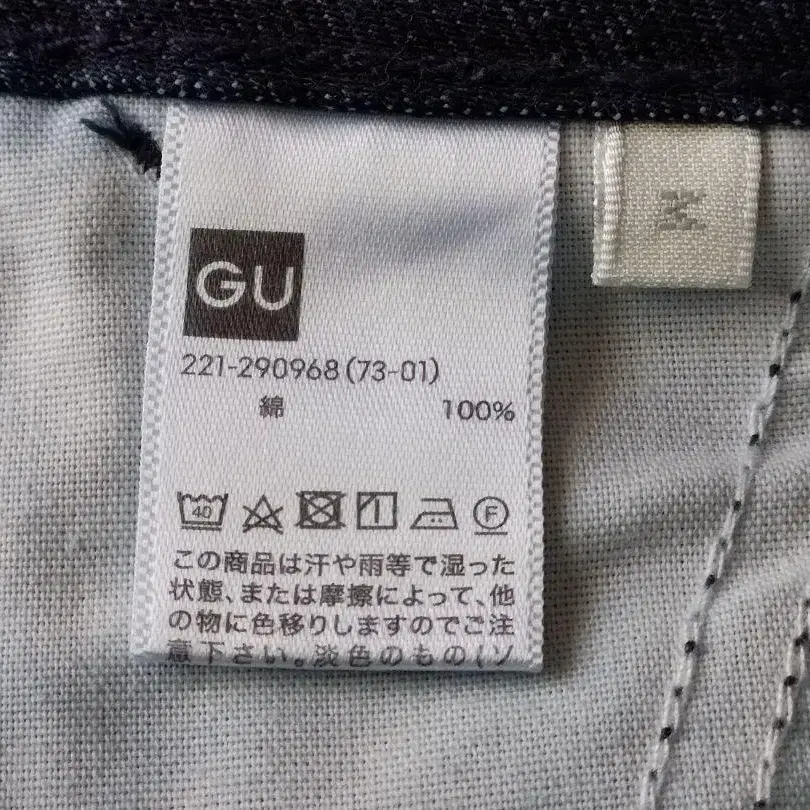 GU
M
221-290968(73-01)
綿 100%
40
F
この商品は汗や雨等で湿った
状態、または摩擦によって、他
の物に色移りしますのでご注
意下さい。淡色のもの(ソ